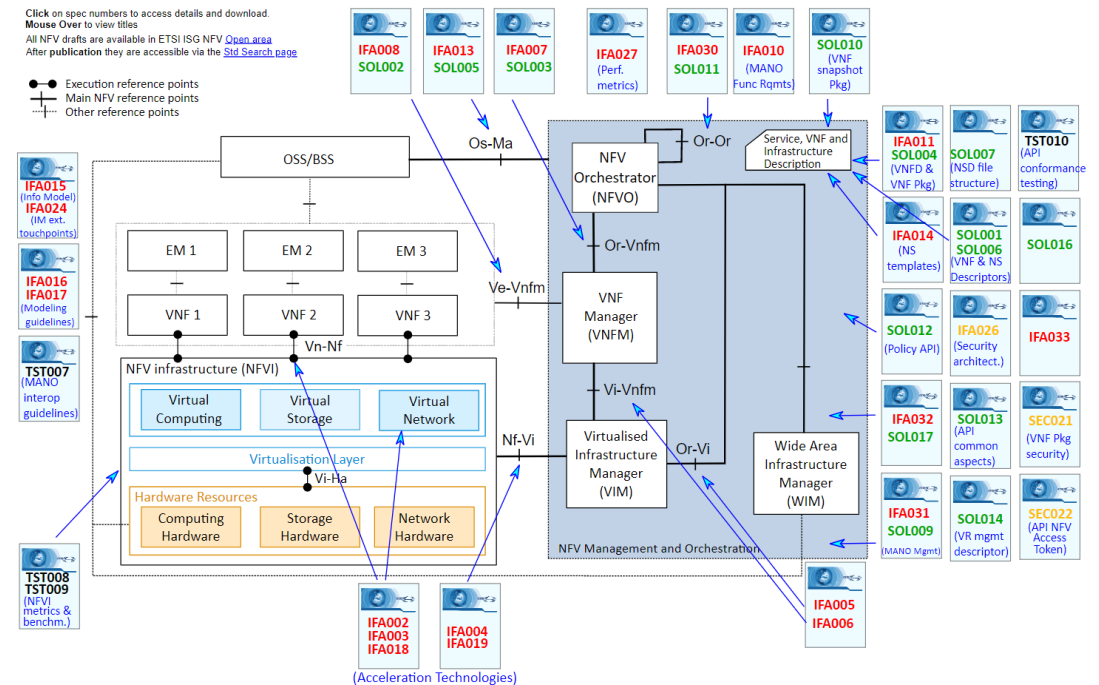 Click on spec numbers to access details and download.
Mouse Over to view titles
All NFV drafts are available in ETSI ISG NFV Open area
After publication they are accessible via the Std Search page
Execution reference points
Main NFV reference points
Other reference points
IFA008
SOL002
IFA013
SOL005
IFA007
SOL003
IFA027
(Perf.
metrics)
IFA030
SOL011
IFA010
(MANO
Func Rqmts)
SOL010
(VNF
snapshot
Pkg)
IFA015
(Info Model)
IFA024
(IM ext.
touchpoints)
IFA016
IFA017
(Modeling
guidelines)
TST007
(MANO
interop
guidelines)
TST008
TST009
(NFVI
metrics &
benchm.)
OSS/BSS
Os-Ma
EM 1
EM 2
EM 3
VNF 1
VNF 2
VNF 3
Ve-Vnfm
Vn-Nf
NFV infrastructure (NFVI)
Virtual
Computing
Virtual
Storage
Virtual
Network
Virtualisation Layer
Vi-Ha
Hardware Resources
Computing
Hardware
Storage
Hardware
Network
Hardware
Nf-Vi
NFV
Orchestrator
(NFVO)
Or-Or
Service, VNF and
Infrastructure
Description
Or-Vnfm
VNF
Manager
(VNFM)
Vi-Vnfm
Virtualised
Infrastructure
Manager
(VIM)
Or-Vi
Wide Area
Infrastructure
Manager
(WIM)
NFV Management and Orchestration
IFA011
SOL004
(VNFD &
VNF Pkg)
SOL007
(NSD file
structure)
TST010
(API
conformance
testing)
IFA014
(NS
templates)
SOL001
SOL006
(VNF & NS
Descriptors)
SOL016
SOL012
(Policy API)
IFA026
(Security
architect.)
IFA033
IFA032
SOL017
SOL013
(API
common
aspects)
SEC021
(VNF Pkg
security)
IFA031
SOL009
(MANO Mgmt)
SOL014
(VR mgmt
descriptor)
SEC022
(API NFV
Access
Token)
IFA002
IFA003
IFA018
IFA004
IFA019
(Acceleration Technologies)
IFA005
IFA006